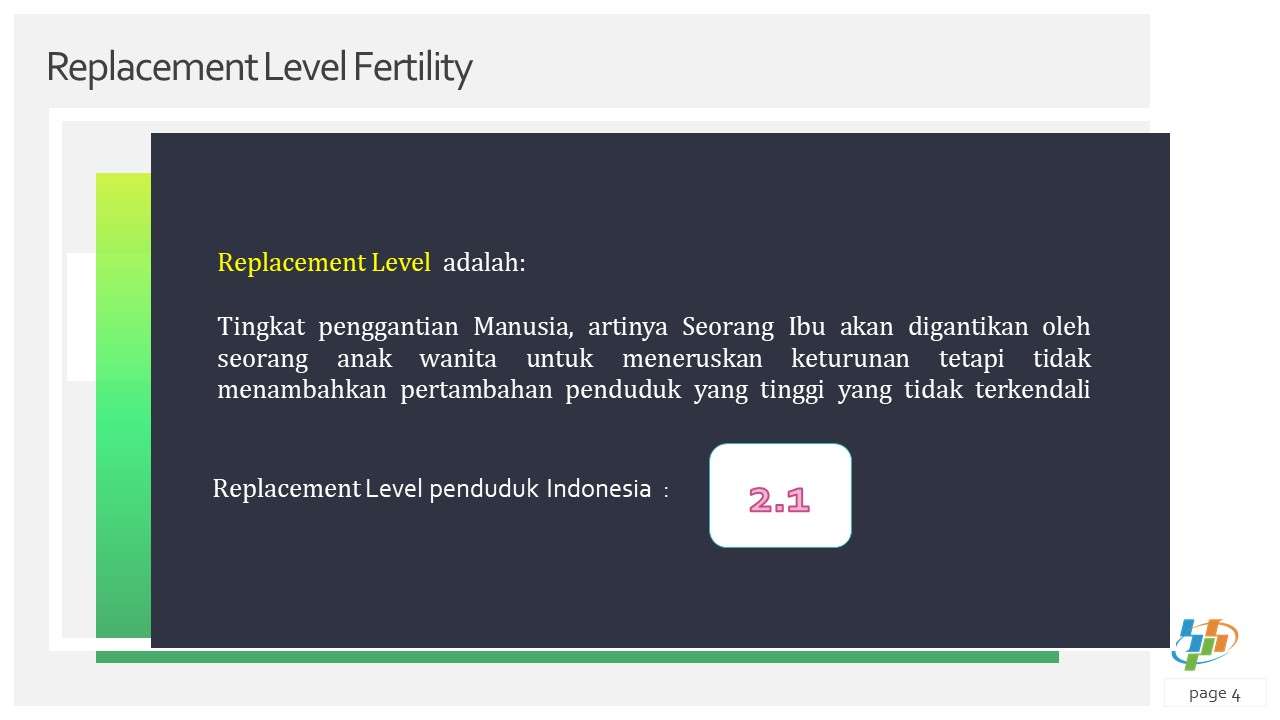 Replacement Level Fertility
Replacement Level adalah:
Tingkat penggantian Manusia, artinya Seorang Ibu akan digantikan oleh
seorang anak wanita untuk meneruskan keturunan tetapi tidak
menambahkan pertambahan penduduk yang tinggi yang tidak terkendali
Replacement Level penduduk Indonesia :
2.1
page 4